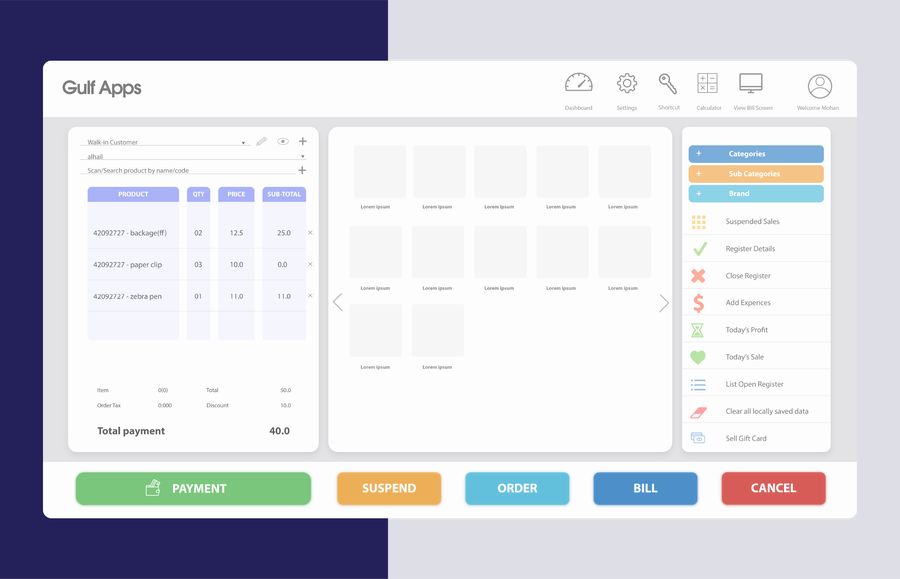 Gulf Apps
Dashboard
Settings
Shortcut
Calculator
View Bill Screen
Welcome Mohan
Walk-in Customer
alhail
Scan/Search product by name/code
PRODUCT QTY PRICE SUB-TOTAL
42092727 - backage(ff) 02 12.5 25.0 ×
42092727 - paper clip 03 10.0 0.0 ×
42092727 - zebra pen 01 11.0 11.0 ×
Item 0(0) Total 50.0
Order Tax 0:000 Discount 10.0
Total payment 40.0
Lorem ipsum Lorem ipsum Lorem ipsum Lorem ipsum Lorem ipsum
Lorem ipsum Lorem ipsum Lorem ipsum Lorem ipsum Lorem ipsum
Lorem ipsum Lorem ipsum
+ Categories
+ Sub Categories
+ Brand
Suspended Sales
Register Details
Close Register
Add Expences
Today's Profit
Today's Sale
List Open Register
Clear all locally saved data
Sell Gift Card
PAYMENT
SUSPEND
ORDER
BILL
CANCEL